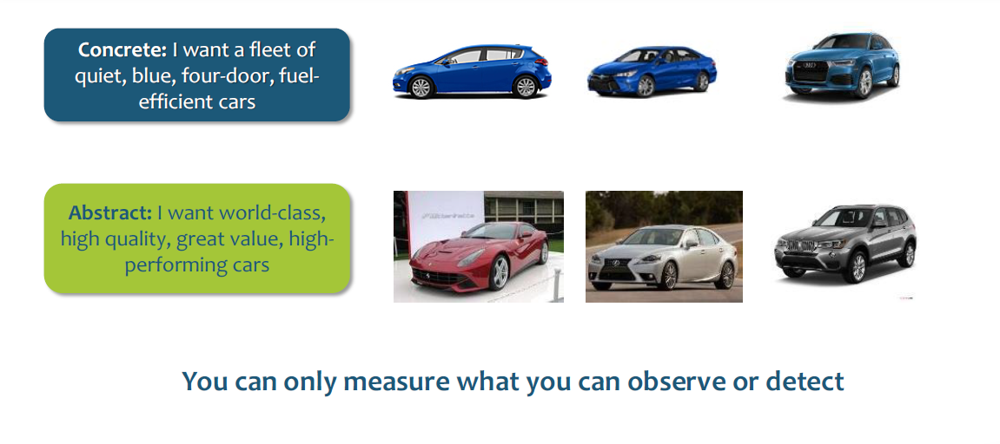 Concrete: I want a fleet of
quiet, blue, four-door, fuel-
efficient cars
Abstract: I want world-class,
high quality, great value, high-
performing cars
You can only measure what you can observe or detect